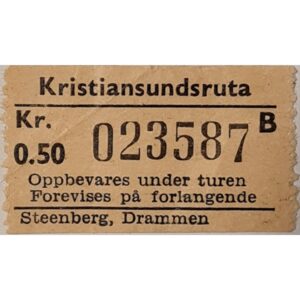 Kristiansundsruta
Kr.
0.50
023587
B
Oppbevares under turen
Forevises på forlangende
Steenberg, Drammen